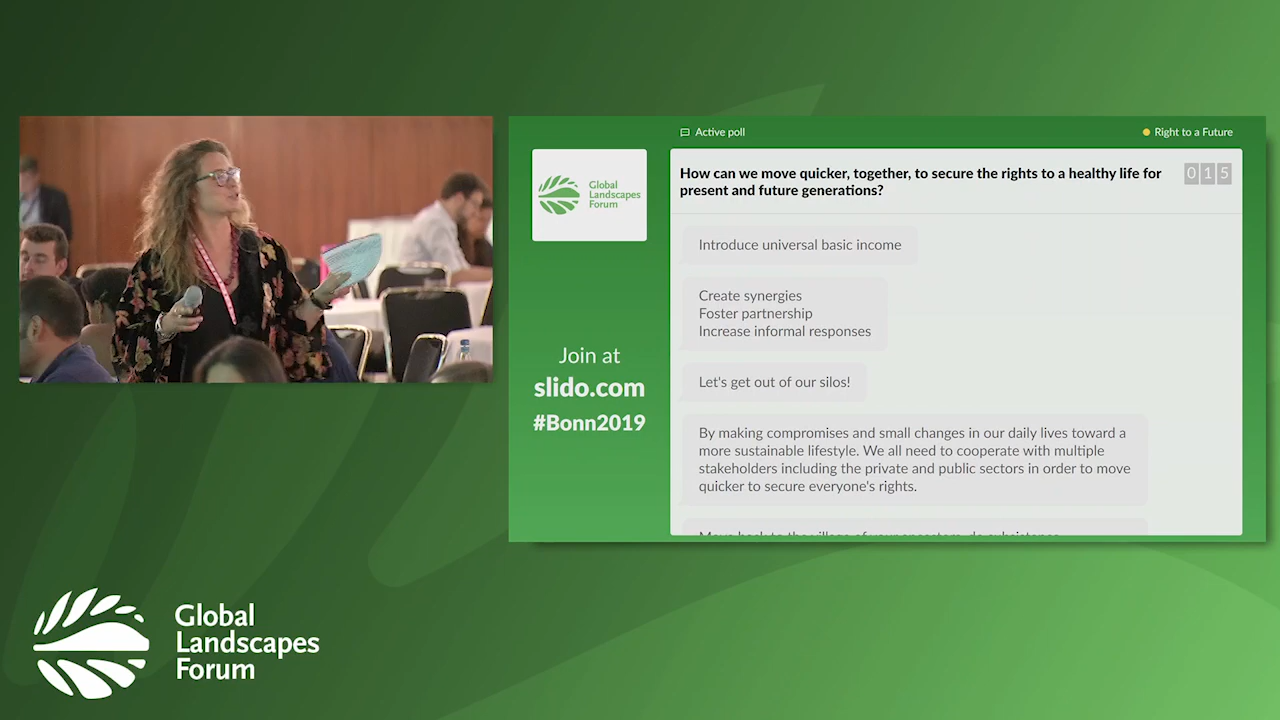 Active poll
Right to a Future
Global
Landscapes
Forum
How can we move quicker, together, to secure the rights to a healthy life for
present and future generations?
015
Introduce universal basic income
Create synergies
Foster partnership
Increase informal responses
Let's get out of our silos!
By making compromises and small changes in our daily lives toward a
more sustainable lifestyle. We all need to cooperate with multiple
stakeholders including the private and public sectors in order to move
quicker to secure everyone's rights.
Join at
slido.com
#Bonn2019
Global
Landscapes
Forum